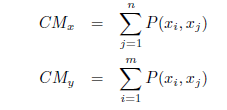 CM_x = \sum_{j=1}^{n} P(x_i, x_j)
CM_y = \sum_{i=1}^{m} P(x_i, x_j)